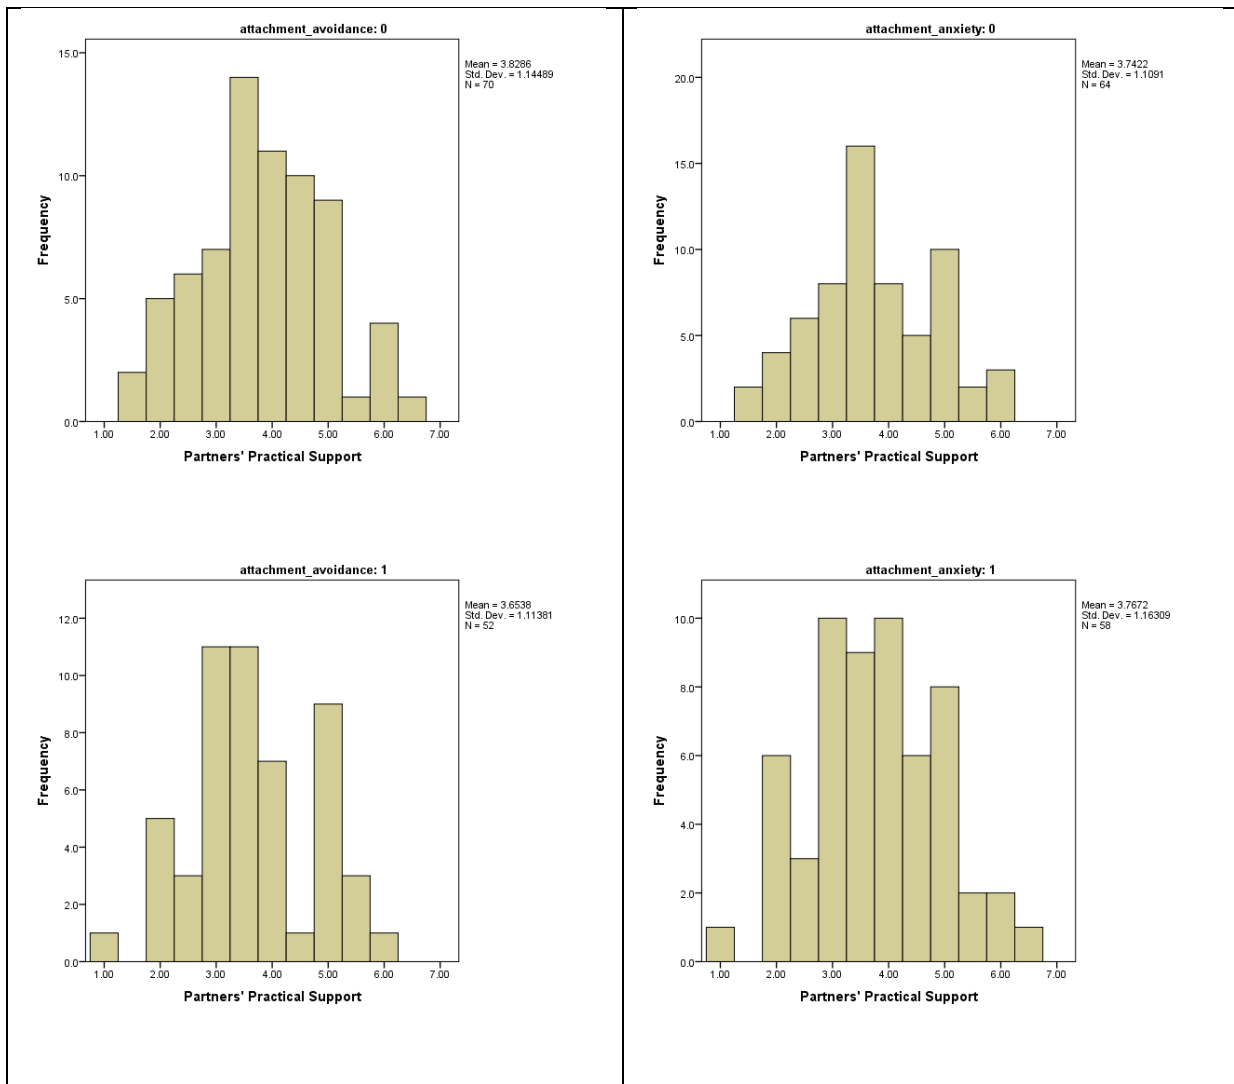 attachment_avoidance: 0
Mean = 3.8286
Std. Dev. = 1.14489
N = 70
15.0
10.0
5.0
0.0
Frequency
1.00 2.00 3.00 4.00 5.00 6.00 7.00
Partners' Practical Support
attachment_anxiety: 0
Mean = 3.7422
Std. Dev. = 1.1091
N = 64
20.0
15.0
10.0
5.0
0.0
Frequency
1.00 2.00 3.00 4.00 5.00 6.00 7.00
Partners' Practical Support
attachment_avoidance: 1
Mean = 3.6538
Std. Dev. = 1.11381
N = 52
12.0
10.0
8.0
6.0
4.0
2.0
0.0
Frequency
1.00 2.00 3.00 4.00 5.00 6.00 7.00
Partners' Practical Support
attachment_anxiety: 1
Mean = 3.7672
Std. Dev. = 1.16309
N = 58
10.0
8.0
6.0
4.0
2.0
0.0
Frequency
1.00 2.00 3.00 4.00 5.00 6.00 7.00
Partners' Practical Support